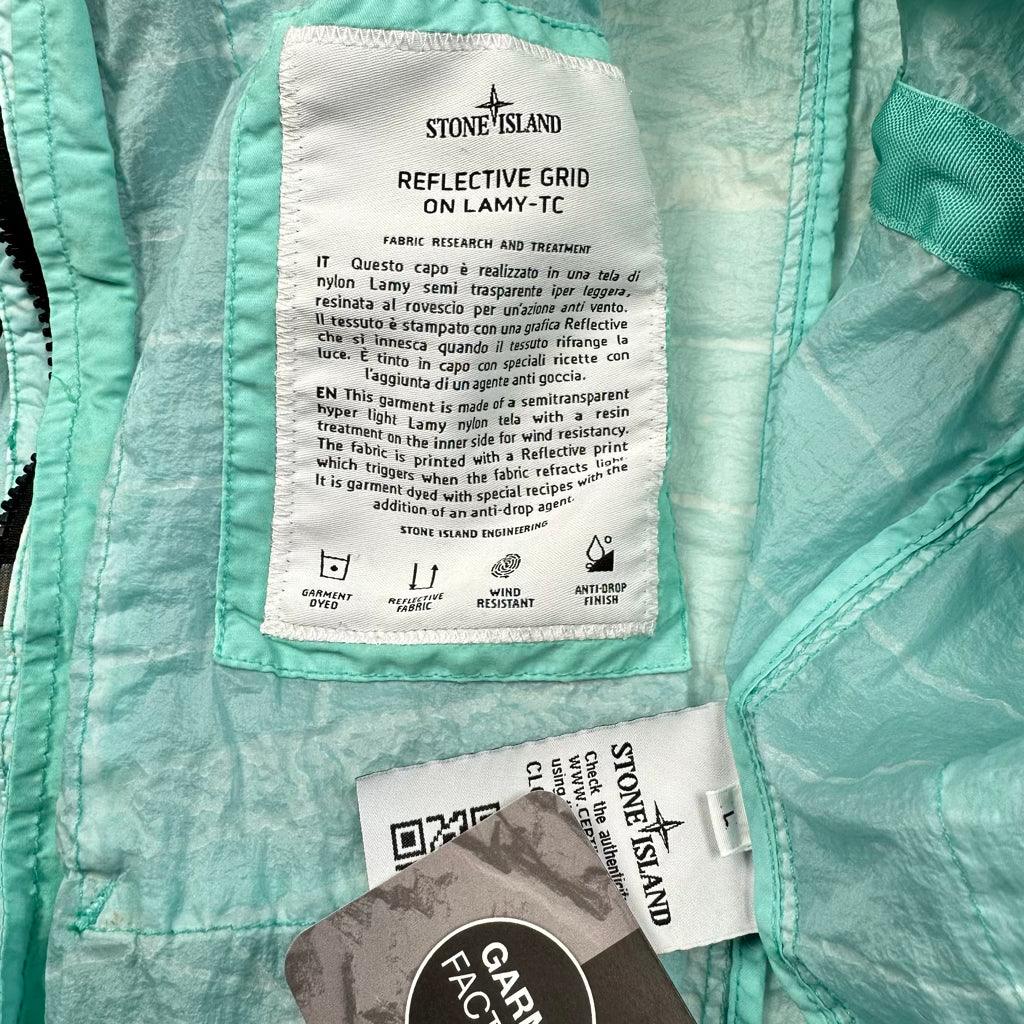 STONE ISLAND
REFLECTIVE GRID
ON LAMY-TC
FABRIC RESEARCH AND TREATMENT
IT Questo capo è realizzato in una tela di
nylon Lamy semi trasparente iper leggera,
resinata al rovescio per un'azione anti vento.
Il tessuto è stampato con una grafica Reflective
che si innesca quando il tessuto rifrange la
luce. È tinto in capo con speciali ricette con
l'aggiunta di un agente anti goccia.
EN This garment is made of a semitransparent
hyper light Lamy nylon tela with a resin
treatment on the inner side for wind resistancy.
The fabric is printed with a Reflective print
which triggers when the fabric refracts light.
It is garment dyed with special recipes with the
addition of an anti-drop agent.
STONE ISLAND ENGINEERING
GARMENT
DYED
REFLECTIVE
FABRIC
WIND
RESISTANT
ANTI-DROP
FINISH
STONE ISLAND
Check the authenticity
WWW.CERT
using
L
GARM
FACT